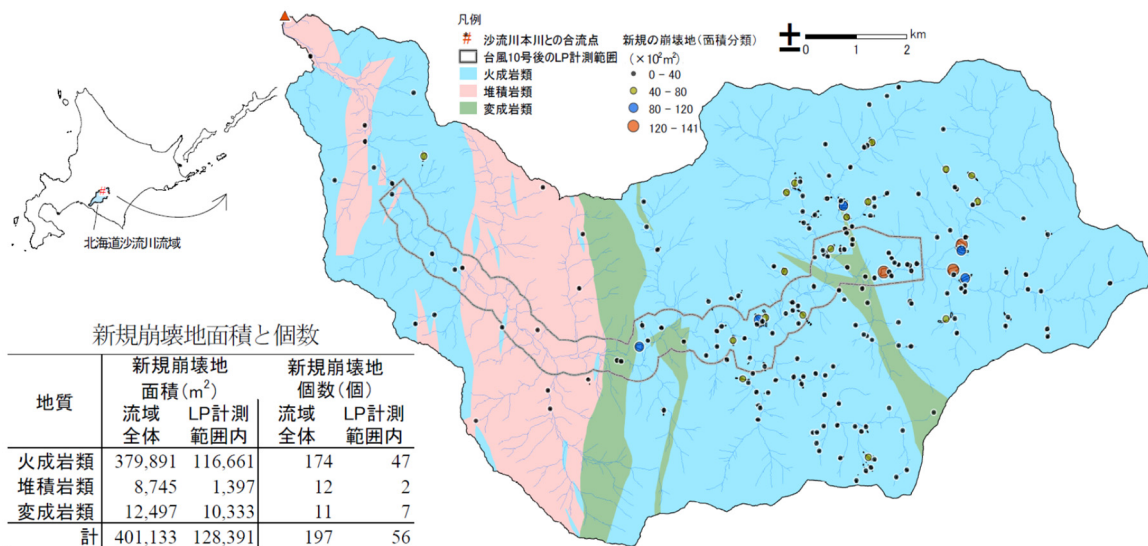 凡例
# 沙流川本川との合流点
台風10号後のLP計測範囲
火成岩類
堆積岩類
変成岩類
新規の崩壊地(面積分類)
(×10²m²)
0 – 40
40 – 80
80 – 120
120 – 141
km
0 1 2
#
北海道沙流川流域
新規崩壊地面積と個数
地質 新規崩壊地面積(m²) 新規崩壊地個数(個)
流域全体 LP計測範囲内 流域全体 LP計測範囲内
火成岩類 379,891 116,661 174 47
堆積岩類 8,745 1,397 12 2
変成岩類 12,497 10,333 11 7
計 401,133 128,391 197 56